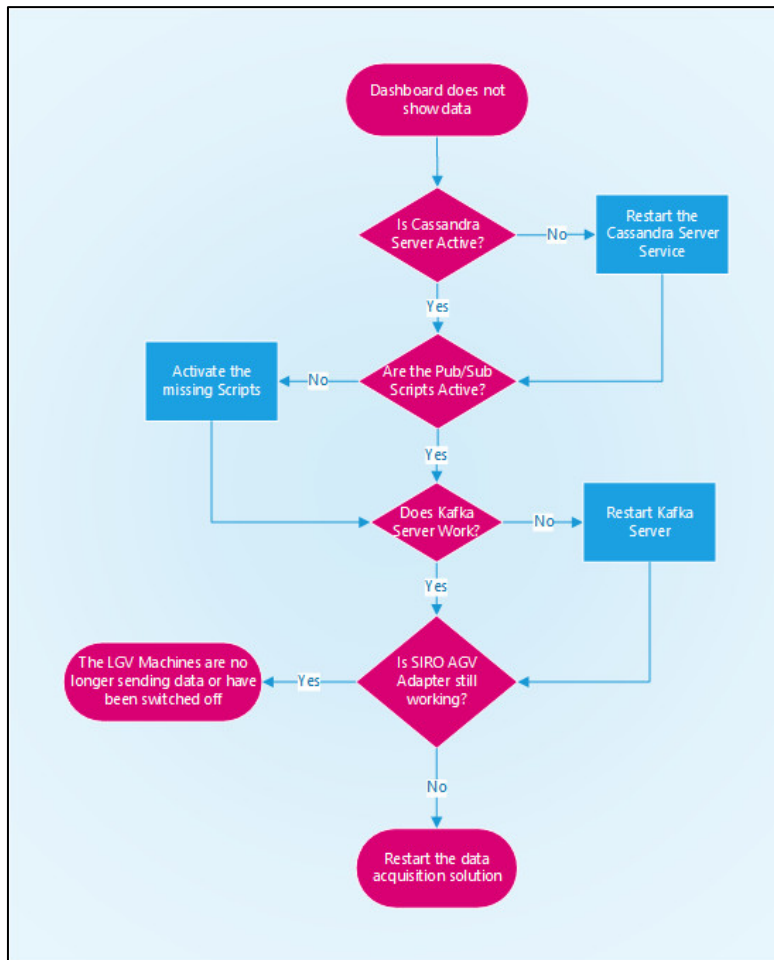 Dashboard does not
show data
Is Cassandra
Server Active?
No
Restart the
Cassandra Server
Service
Yes
Activate the
missing Scripts
No
Are the Pub/Sub
Scripts Active?
Yes
Does Kafka
Server Work?
No
Restart Kafka
Server
Yes
The LGV Machines are no
longer sending data or have
been switched off
Yes
Is SIRO AGV
Adapter still
working?
No
Restart the data
acquisition solution